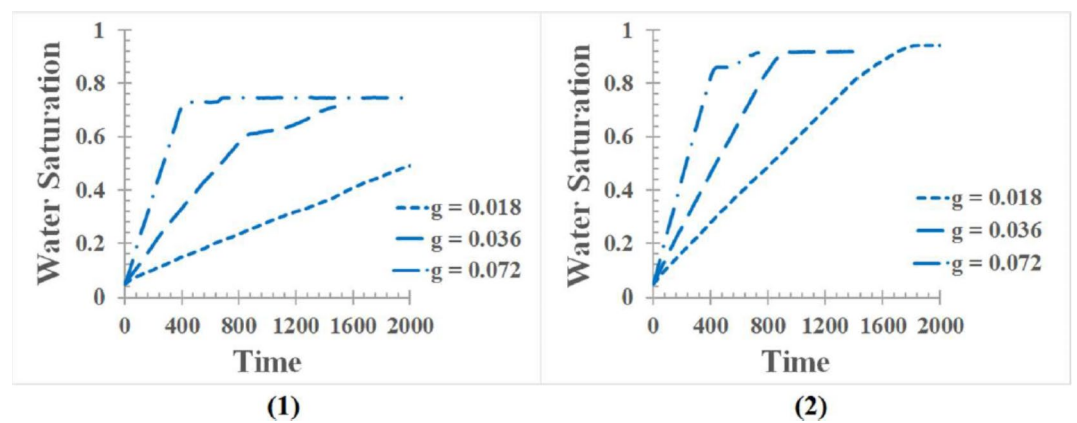 Water Saturation
1
0.8
0.6
0.4
0.2
0
0 400 800 1200 1600 2000
Time
g = 0.018
g = 0.036
g = 0.072
(1)
Water Saturation
1
0.8
0.6
0.4
0.2
0
0 400 800 1200 1600 2000
Time
g = 0.018
g = 0.036
g = 0.072
(2)